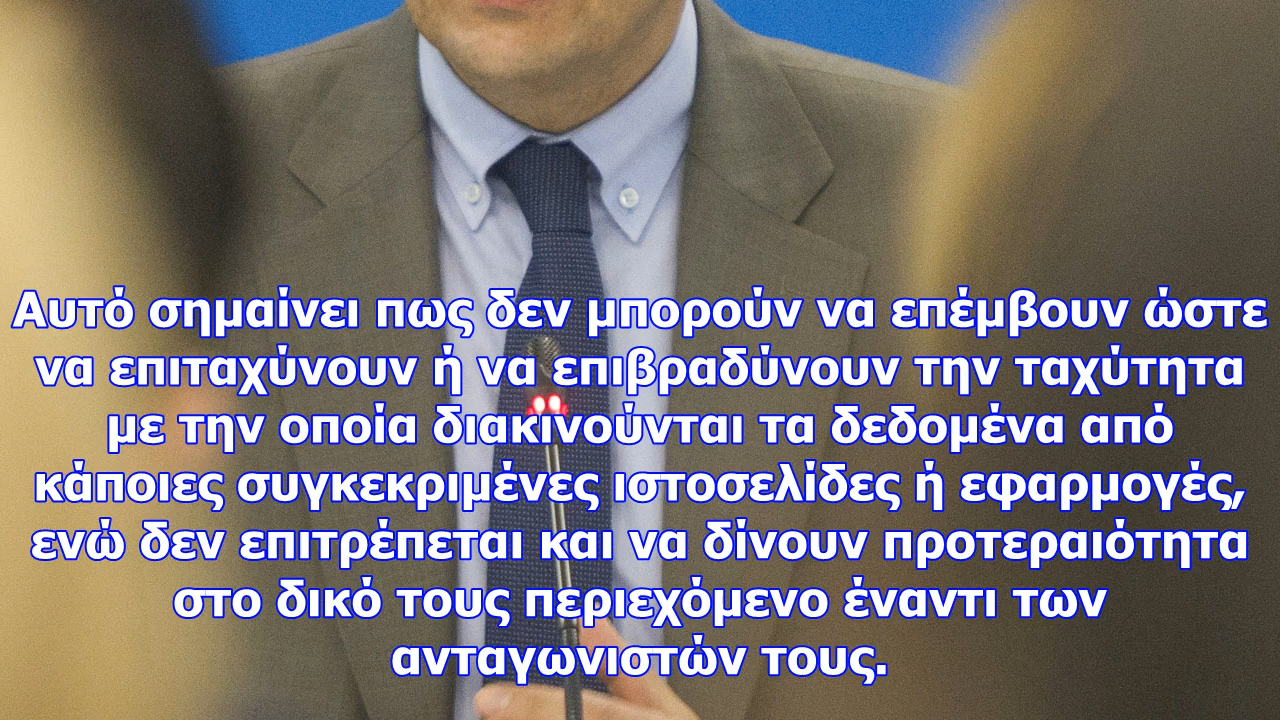 Αυτό σημαίνει πως δεν μπορούν να επέμβουν ώστε
να επιταχύνουν ή να επιβραδύνουν την ταχύτητα
με την οποία διακινούνται τα δεδομένα από
κάποιες συγκεκριμένες ιστοσελίδες ή εφαρμογές,
ενώ δεν επιτρέπεται και να δίνουν προτεραιότητα
στο δικό τους περιεχόμενο έναντι των
ανταγωνιστών τους.